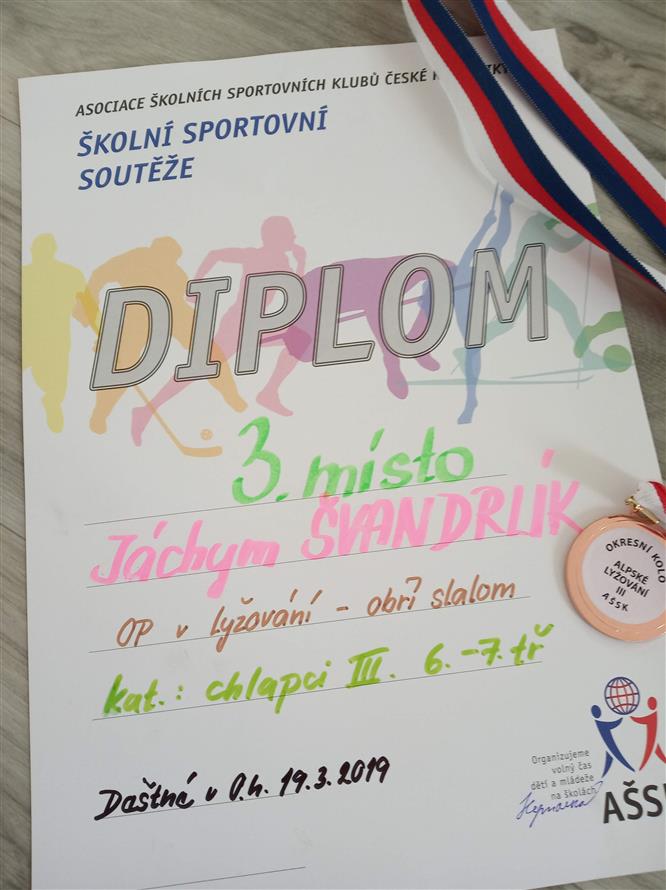 ASOCIACE ŠKOLNÍCH SPORTOVNÍCH KLUBŮ ČESKÉ
ŠKOLNÍ SPORTOVNÍ
SOUTĚŽE
DIPLOM
3. místo
Jáchym ŠVANDRLÍK
OP v lyžování - obří slalom
kat.: chlapci III. 6.-7. tř
Daštná v O.h. 19.3.2019
OKRESNÍ KOLO
ALPSKÉ
LYŽOVÁNÍ
III
AŠSK
Organizujeme
volný čas
dětí a mládeže
na školách
AŠSK